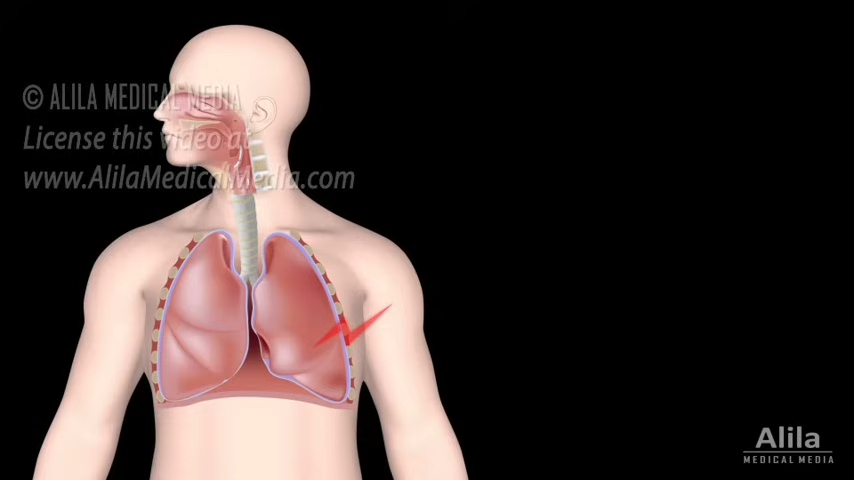 © ALILA MEDICAL MEDIA
License this video at
www.AlilaMedicalMedia.com
Alila
MEDICAL MEDIA